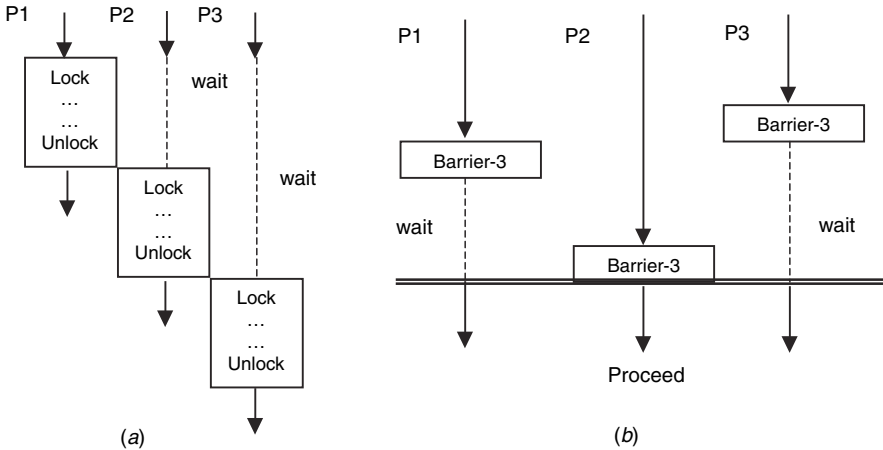 P1 P2 P3
Lock
...
...
Unlock
wait
Lock
...
...
Unlock
wait
Lock
...
...
Unlock
(a)
P1
P2
P3
Barrier-3
Barrier-3
wait
wait
Barrier-3
Proceed
(b)